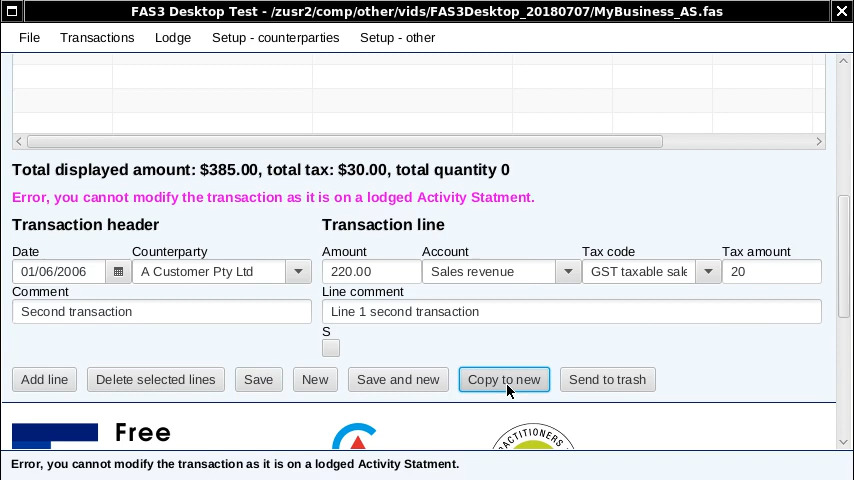 FAS3 Desktop Test - /zusr2/comp/other/vids/FAS3Desktop_20180707/MyBusiness_AS.fas
File Transactions Lodge Setup - counterparties Setup - other
Total displayed amount: $385.00, total tax: $30.00, total quantity 0
Error, you cannot modify the transaction as it is on a lodged Activity Statment.
Transaction header Transaction line
Date Counterparty Amount Account Tax code Tax amount
01/06/2006 A Customer Pty Ltd 220.00 Sales revenue GST taxable sale 20
Comment Line comment
Second transaction Line 1 second transaction
S
Add line Delete selected lines Save New Save and new Copy to new Send to trash
Free
PRACTITIONERS
Error, you cannot modify the transaction as it is on a lodged Activity Statment.